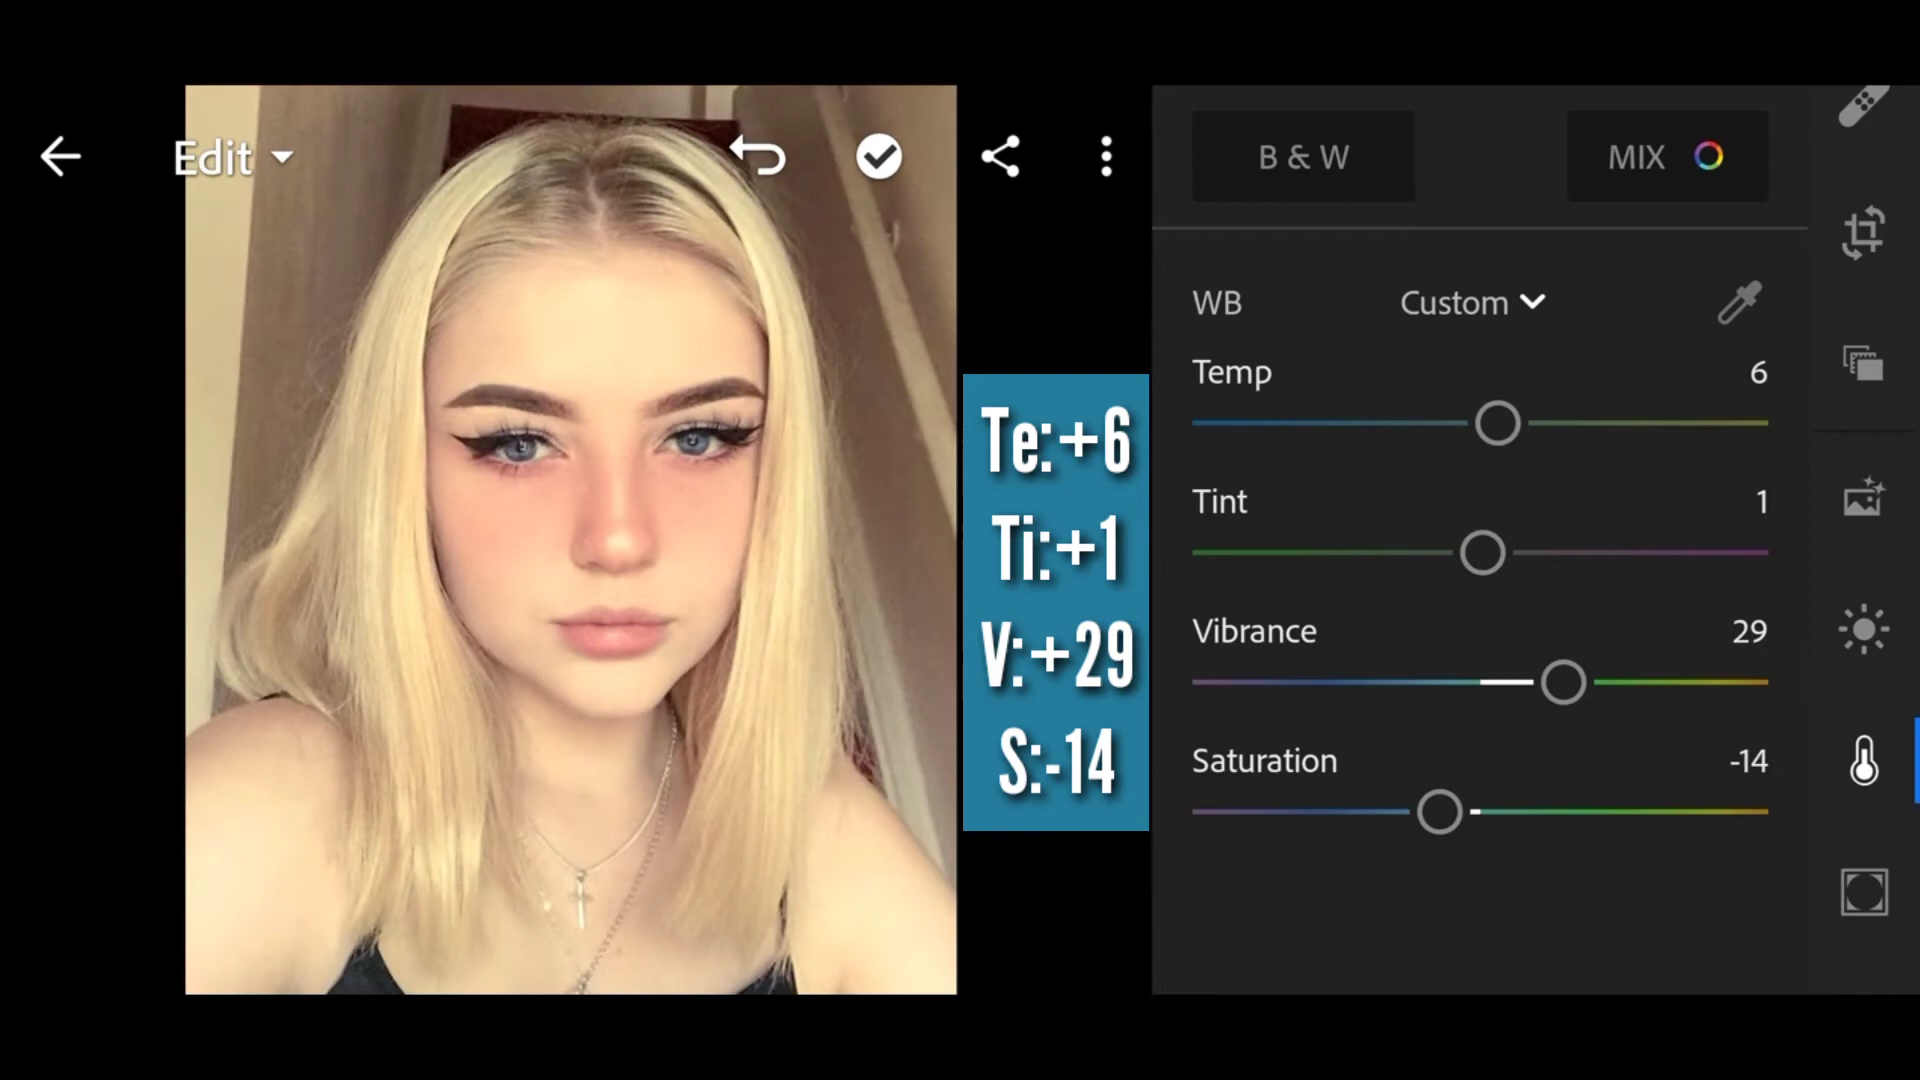 Edit
B & W
MIX
WB Custom
Temp 6
Tint 1
Vibrance 29
Saturation -14
Te:+6
Ti:+1
V:+29
S:-14